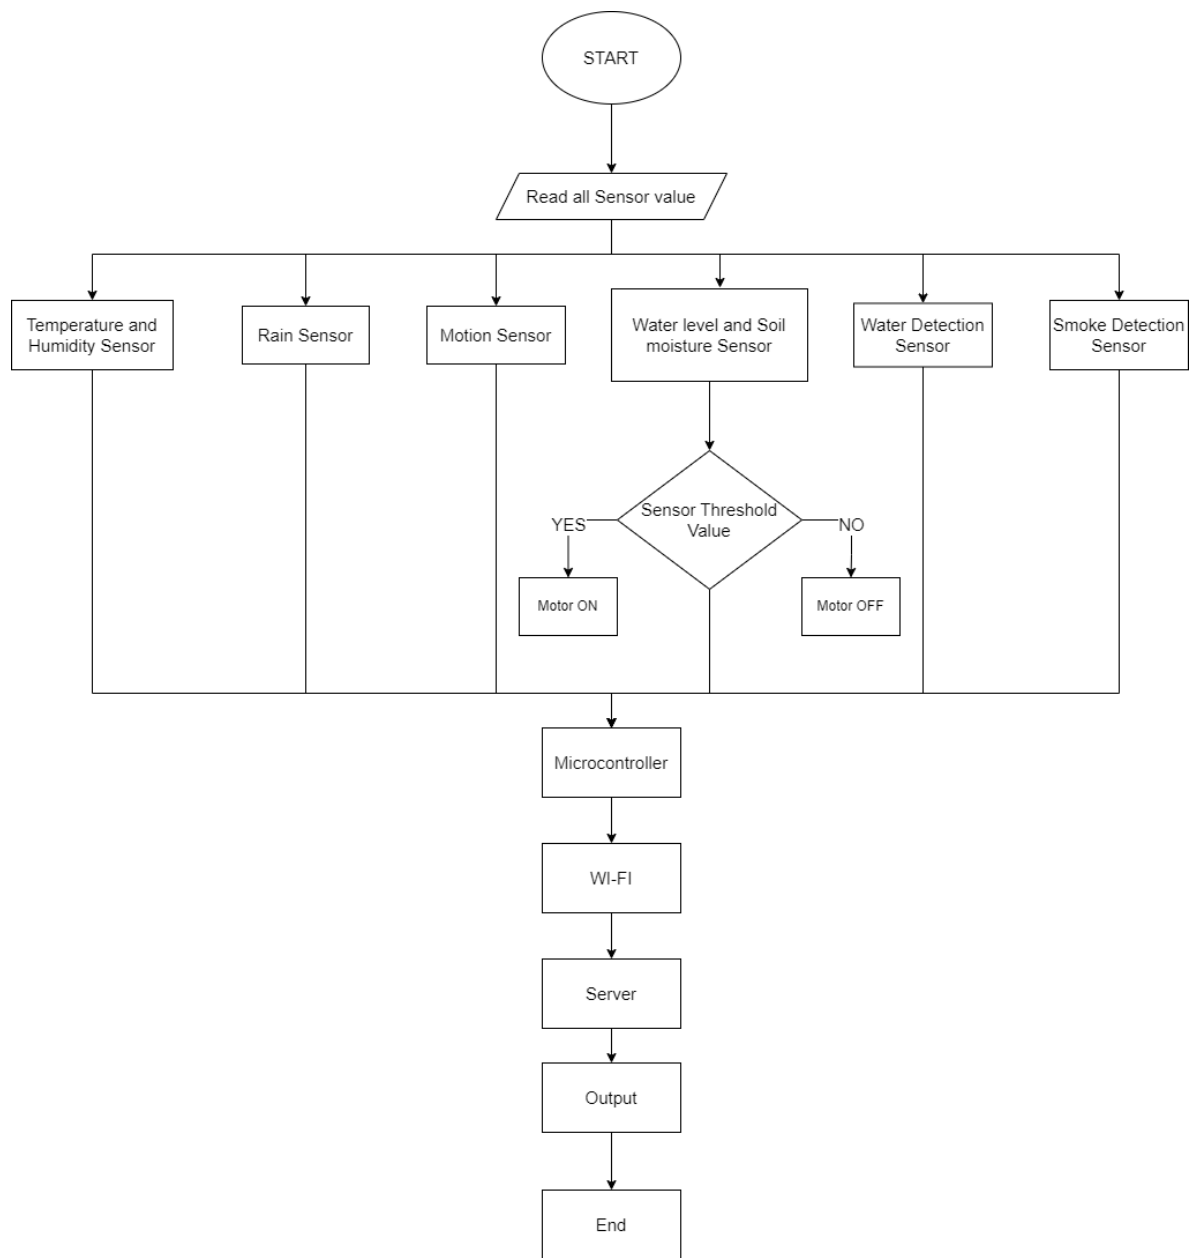 START
Read all Sensor value
Temperature and
Humidity Sensor
Rain Sensor
Motion Sensor
Water level and Soil
moisture Sensor
Water Detection
Sensor
Smoke Detection
Sensor
Sensor Threshold
Value
YES
NO
Motor ON
Motor OFF
Microcontroller
WI-FI
Server
Output
End